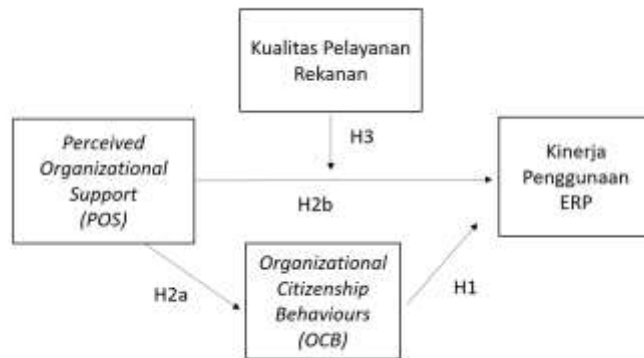 Kualitas Pelayanan
Rekanan
H3
Perceived
Organizational
Support
(POS)
H2b
Kinerja
Penggunaan
ERP
H2a
Organizational
Citizenship
Behaviours
(OCB)
H1